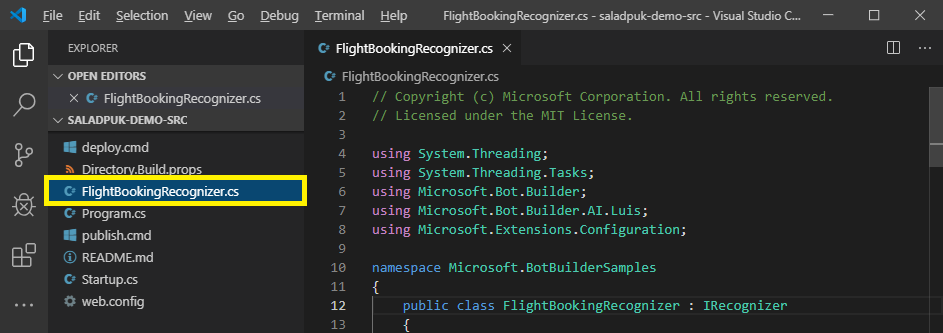 File Edit Selection View Go Debug Terminal Help FlightBookingRecognizer.cs - saladpuk-demo-src - Visual Studio C...
EXPLORER
OPEN EDITORS
FlightBookingRecognizer.cs
SALADPUK-DEMO-SRC
deploy.cmd
Directory.Build.props
FlightBookingRecognizer.cs
Program.cs
publish.cmd
README.md
Startup.cs
web.config
FlightBookingRecognizer.cs
FlightBookingRecognizer.cs
1 // Copyright (c) Microsoft Corporation. All rights reserved.
2 // Licensed under the MIT License.
3
4 using System.Threading;
5 using System.Threading.Tasks;
6 using Microsoft.Bot.Builder;
7 using Microsoft.Bot.Builder.AI.Luis;
8 using Microsoft.Extensions.Configuration;
9
10 namespace Microsoft.BotBuilderSamples
11 {
12 public class FlightBookingRecognizer : IRecognizer
13 {